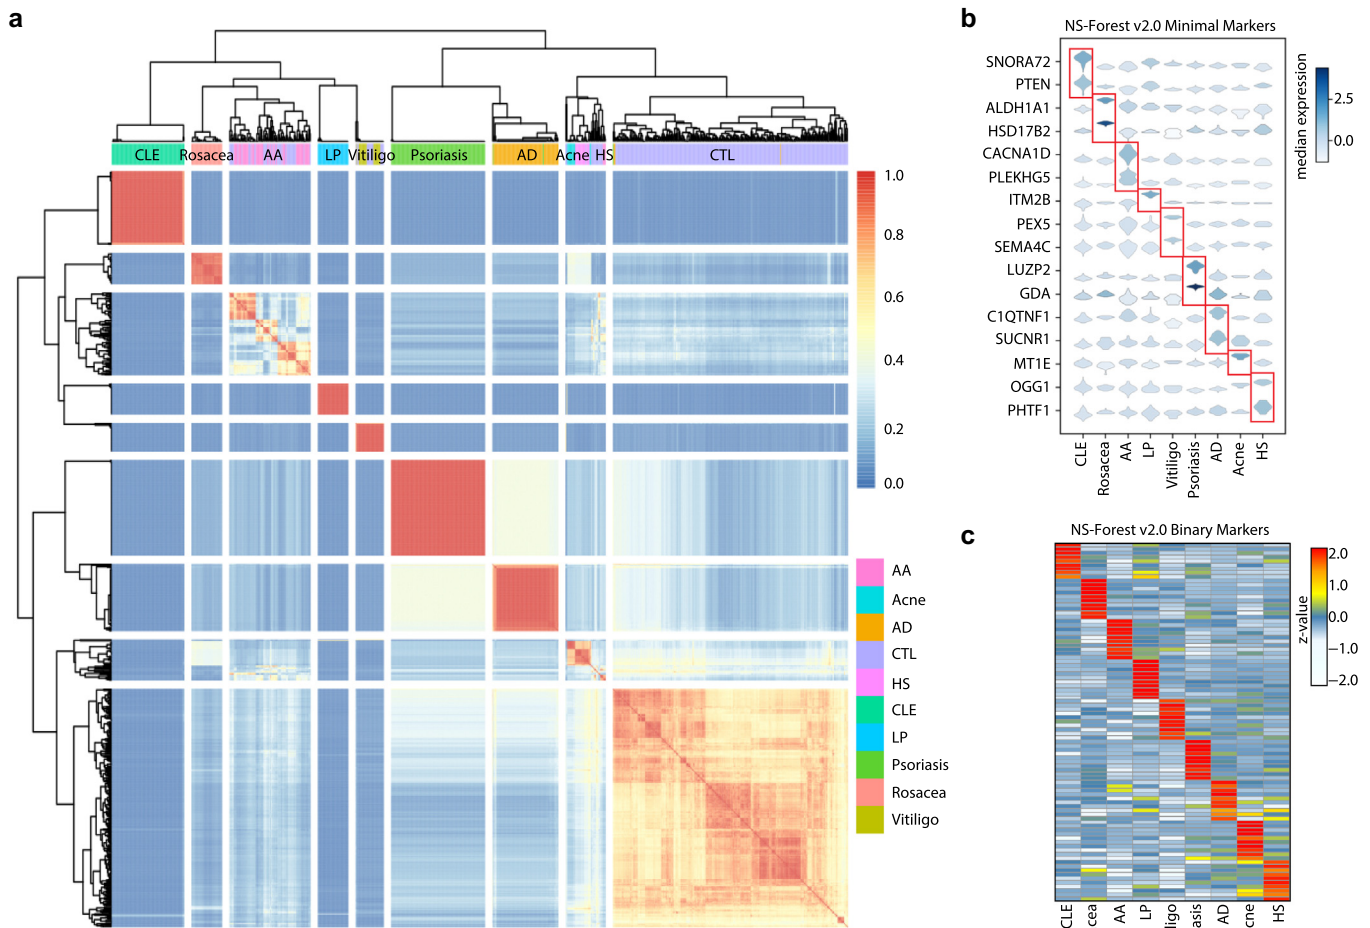 a
CLE Rosacea AA LP Vitiligo Psoriasis AD Acne HS CTL
1.0
0.8
0.6
0.4
0.2
0.0
AA
Acne
AD
CTL
HS
CLE
LP
Psoriasis
Rosacea
Vitiligo
b
NS-Forest v2.0 Minimal Markers
SNORA72
PTEN
ALDH1A1
HSD17B2
CACNA1D
PLEKHG5
ITM2B
PEX5
SEMA4C
LUZP2
GDA
C1QTNF1
SUCNR1
MT1E
OGG1
PHTF1
CLE Rosacea AA LP Vitiligo Psoriasis AD Acne HS
median expression
2.5
0.0
c
NS-Forest v2.0 Binary Markers
CLE cea AA LP ligo asis AD cne HS
z-value
2.0
1.0
0.0
−1.0
−2.0